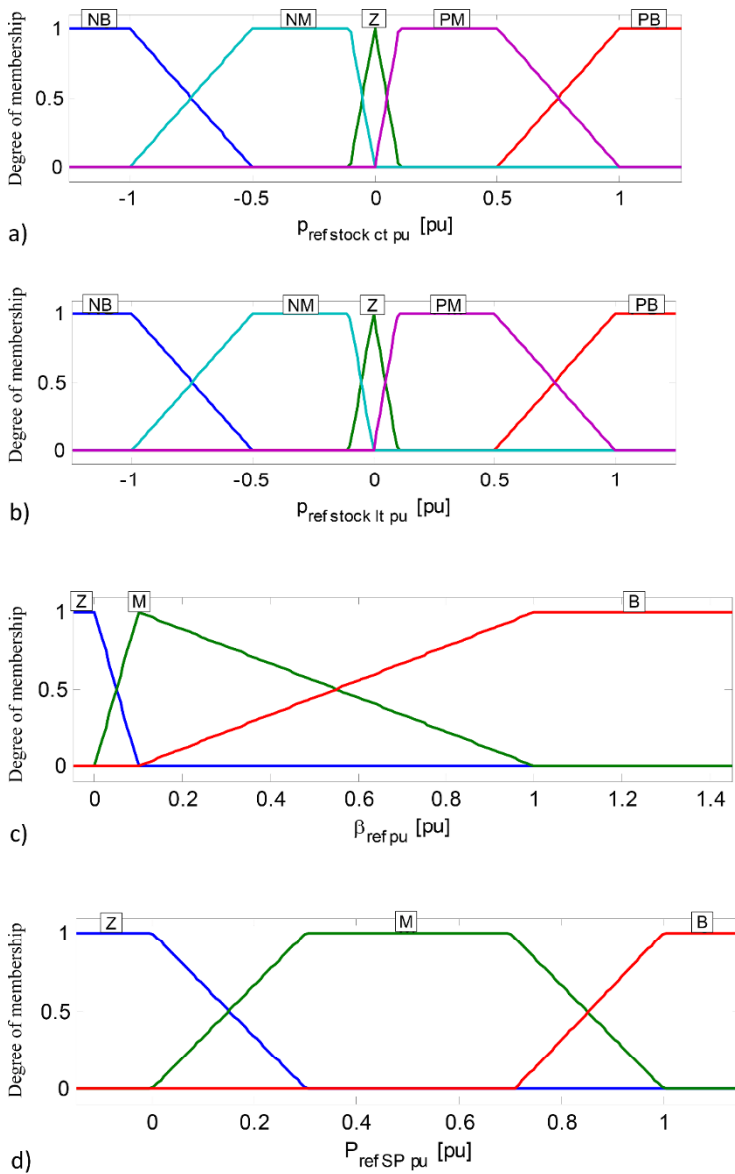 NB NM Z PM PB
Degree of membership
1
0.5
0
-1 -0.5 0 0.5 1
p ref stock ct pu [pu]
a)
NB NM Z PM PB
Degree of membership
1
0.5
0
-1 -0.5 0 0.5 1
p ref stock lt pu [pu]
b)
Z M B
Degree of membership
1
0.5
0
0 0.2 0.4 0.6 0.8 1 1.2 1.4
β ref pu [pu]
c)
Z M B
Degree of membership
1
0.5
0
0 0.2 0.4 0.6 0.8 1
P ref SP pu [pu]
d)